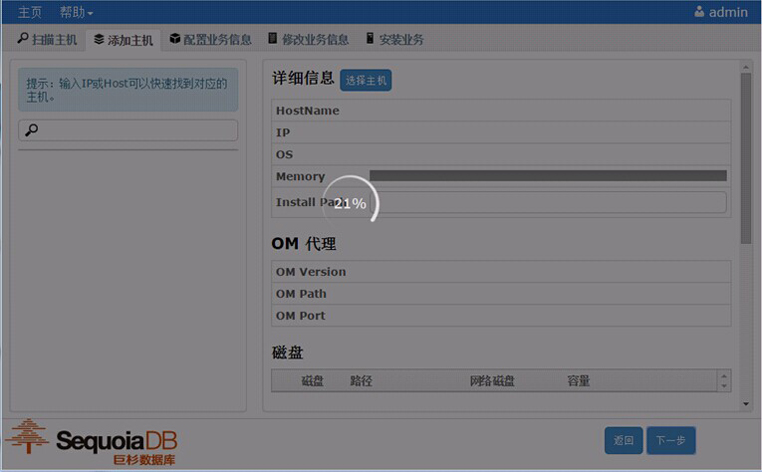 主页 帮助 admin
扫描主机 添加主机 配置业务信息 修改业务信息 安装业务
提示：输入IP或Host可以快速找到对应的
主机。
详细信息 选择主机
HostName
IP
OS
Memory
Install Path
21%
OM 代理
OM Version
OM Path
OM Port
磁盘
磁盘 路径 网络磁盘 容量
SequoiaDB
巨杉数据库
返回 下一步